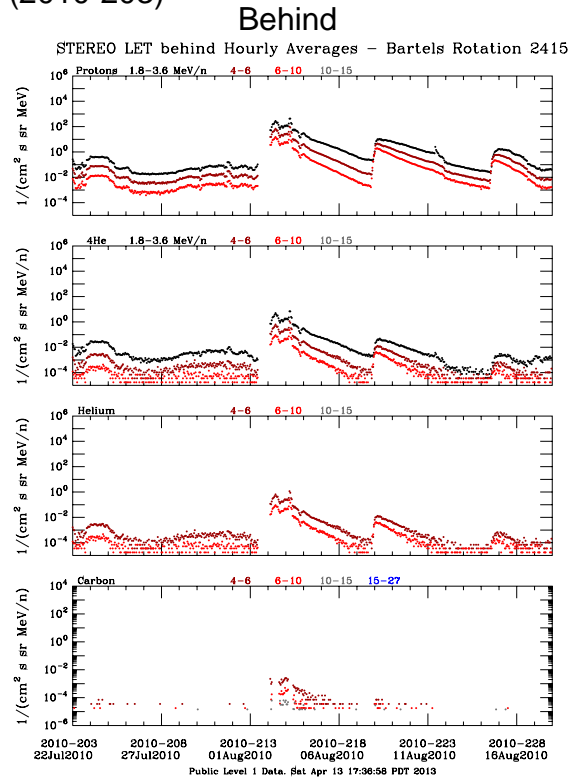 Behind
STEREO LET behind Hourly Averages – Bartels Rotation 2415
Protons 1.8–3.6 MeV/n 4–6 6–10 10–15
10^6
10^4
10^2
10^0
10^-2
10^-4
1/(cm^2 s sr MeV)
4He 1.8–3.6 MeV/n 4–6 6–10 10–15
10^6
10^4
10^2
10^0
10^-2
10^-4
1/(cm^2 s sr MeV/n)
Helium 4–6 6–10 10–15
10^6
10^4
10^2
10^0
10^-2
10^-4
1/(cm^2 s sr MeV/n)
Carbon 4–6 6–10 10–15 15–27
10^4
10^2
10^0
10^-2
10^-4
10^-6
1/(cm^2 s sr MeV/n)
2010–203 2010–208 2010–213 2010–218 2010–223 2010–228
22Jul2010 27Jul2010 01Aug2010 06Aug2010 11Aug2010 16Aug2010
Public Level 1 Data. Sat Apr 13 17:36:58 PDT 2013